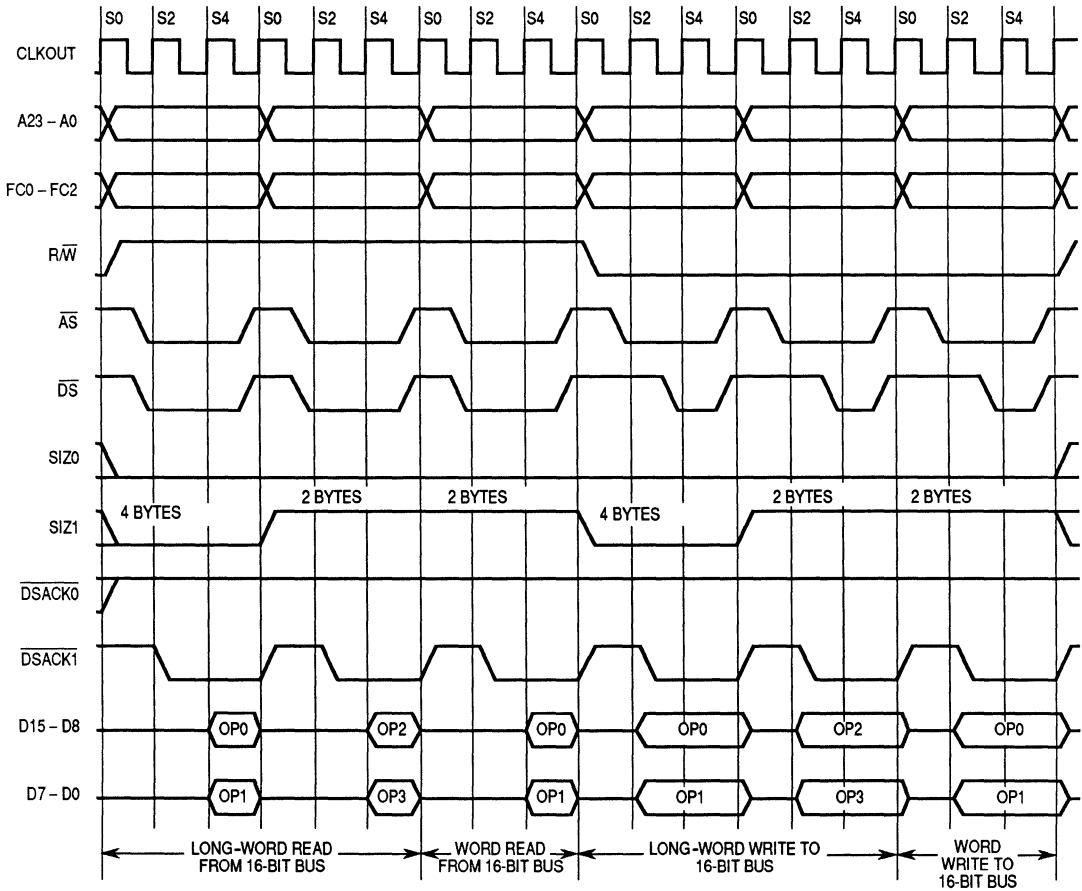 S0 S2 S4 S0 S2 S4 S0 S2 S4 S0 S2 S4 S0 S2 S4 S0 S2 S4
CLKOUT
A23 – A0
FC0 – FC2
R/W̅
A̅S̅
D̅S̅
SIZ0
2 BYTES 2 BYTES 2 BYTES 2 BYTES
4 BYTES 4 BYTES
SIZ1
D̅S̅A̅C̅K̅0̅
D̅S̅A̅C̅K̅1̅
D15 – D8 OP0 OP2 OP0 OP0 OP2 OP0
D7 – D0 OP1 OP3 OP1 OP1 OP3 OP1
LONG-WORD READ
FROM 16-BIT BUS
WORD READ
FROM 16-BIT BUS
LONG-WORD WRITE TO
16-BIT BUS
WORD
WRITE TO
16-BIT BUS